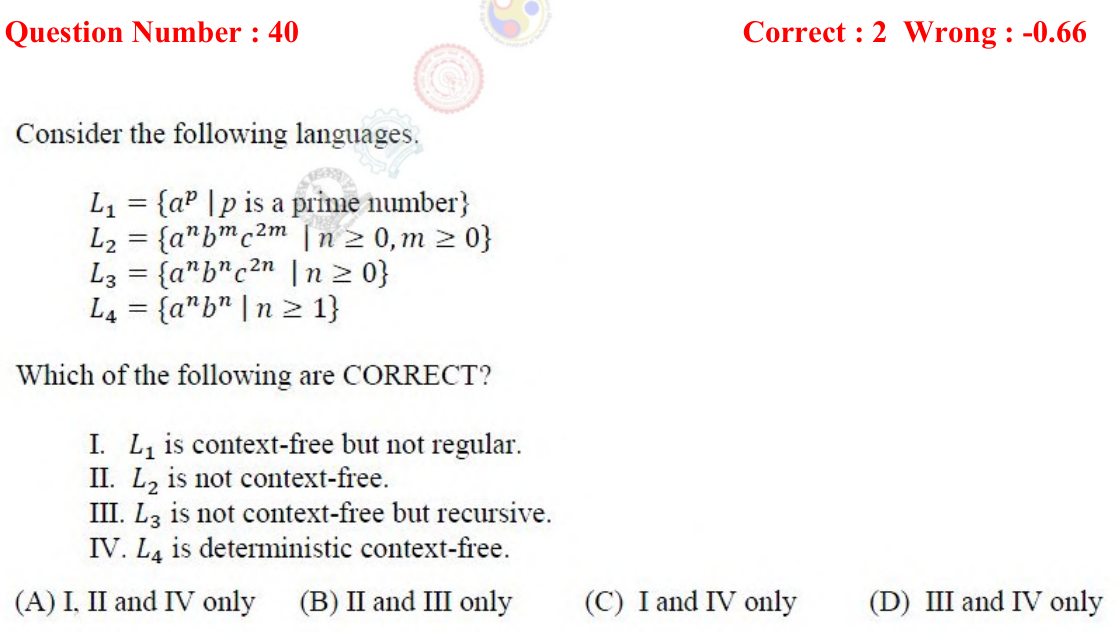 Question Number : 40 Correct : 2 Wrong : -0.66
Consider the following languages.
L₁ = {aᵖ | p is a prime number}
L₂ = {aⁿbᵐc²ᵐ | n ≥ 0, m ≥ 0}
L₃ = {aⁿbⁿc²ⁿ | n ≥ 0}
L₄ = {aⁿbⁿ | n ≥ 1}
Which of the following are CORRECT?
I. L₁ is context-free but not regular.
II. L₂ is not context-free.
III. L₃ is not context-free but recursive.
IV. L₄ is deterministic context-free.
(A) I, II and IV only (B) II and III only (C) I and IV only (D) III and IV only